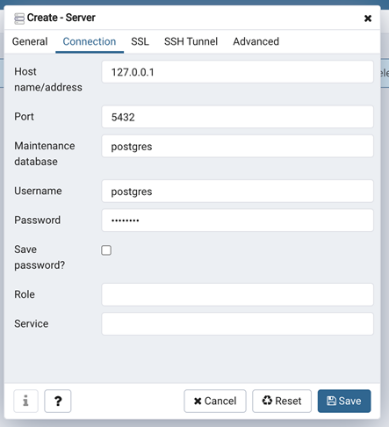 Create - Server
General Connection SSL SSH Tunnel Advanced
Host name/address 127.0.0.1
Port 5432
Maintenance database postgres
Username postgres
Password ••••••••
Save password?
Role
Service
i ? Cancel Reset Save